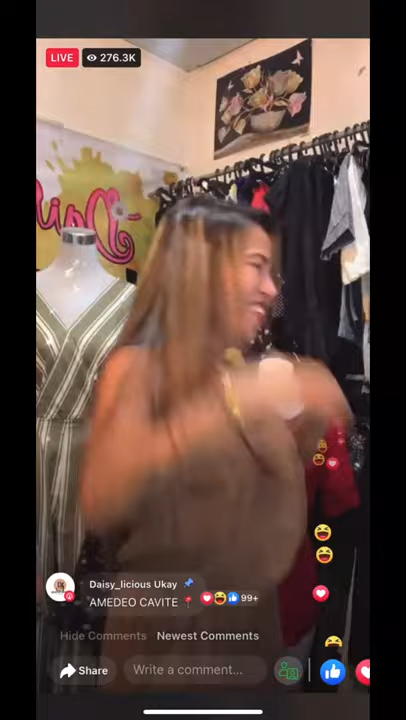 LIVE 276.3K
Daisy_licious Ukay
AMEDEO CAVITE 99+
Hide Comments Newest Comments
Share Write a comment...